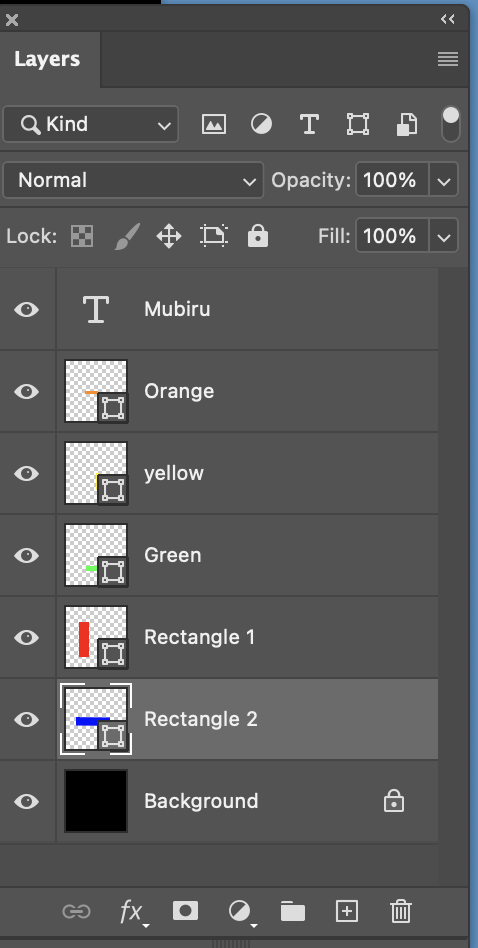 Layers
Kind
Normal Opacity: 100%
Lock: Fill: 100%
Mubiru
Orange
yellow
Green
Rectangle 1
Rectangle 2
Background
fx